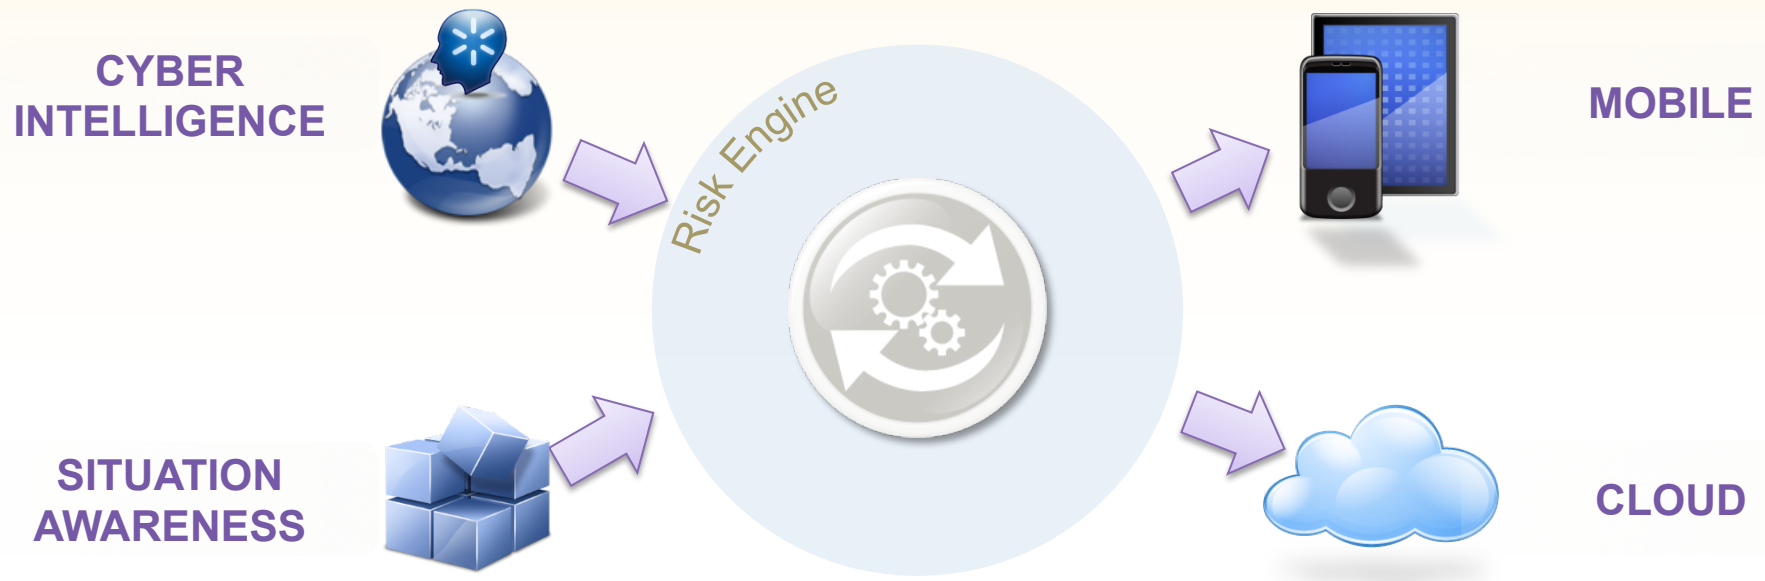 CYBER
INTELLIGENCE
Risk Engine
MOBILE
SITUATION
AWARENESS
CLOUD